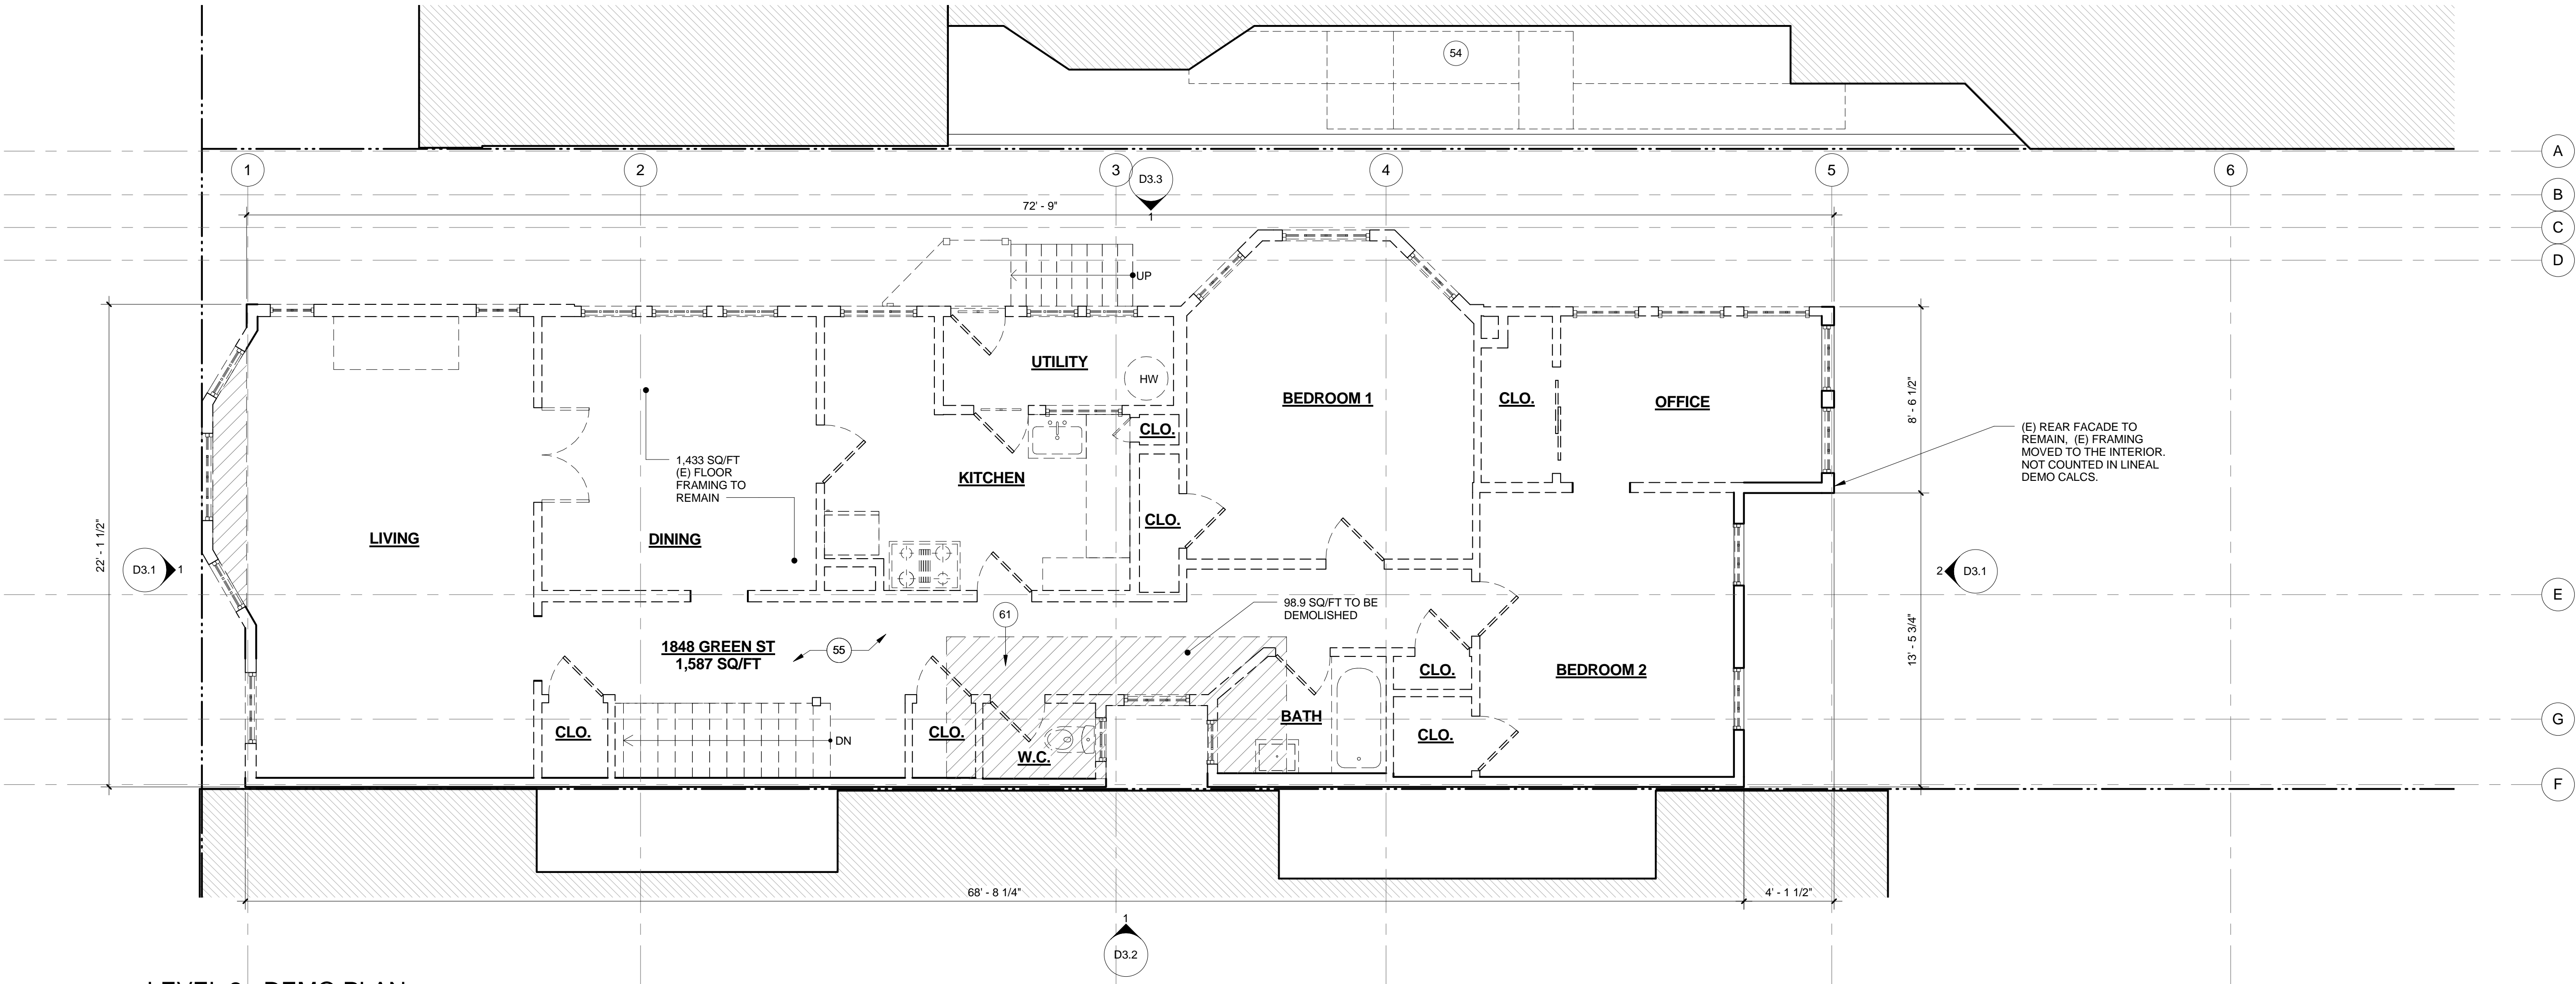 54
A
1
2
3
D3.3
1
4
5
6
B
72' - 9"
C
D
UP
UTILITY
HW
BEDROOM 1
CLO.
OFFICE
8' - 6 1/2"
(E) REAR FACADE TO
REMAIN, (E) FRAMING
MOVED TO THE INTERIOR.
NOT COUNTED IN LINEAL
DEMO CALCS.
CLO.
1,433 SQ/FT
(E) FLOOR
FRAMING TO
REMAIN
KITCHEN
CLO.
LIVING
DINING
22' - 1 1/2"
D3.1
1
2
D3.1
E
61
98.9 SQ/FT TO BE
DEMOLISHED
1848 GREEN ST
1,587 SQ/FT
55
13' - 5 3/4"
CLO.
BEDROOM 2
BATH
G
CLO.
DN
CLO.
W.C.
CLO.
F
68' - 8 1/4"
4' - 1 1/2"
1
D3.2